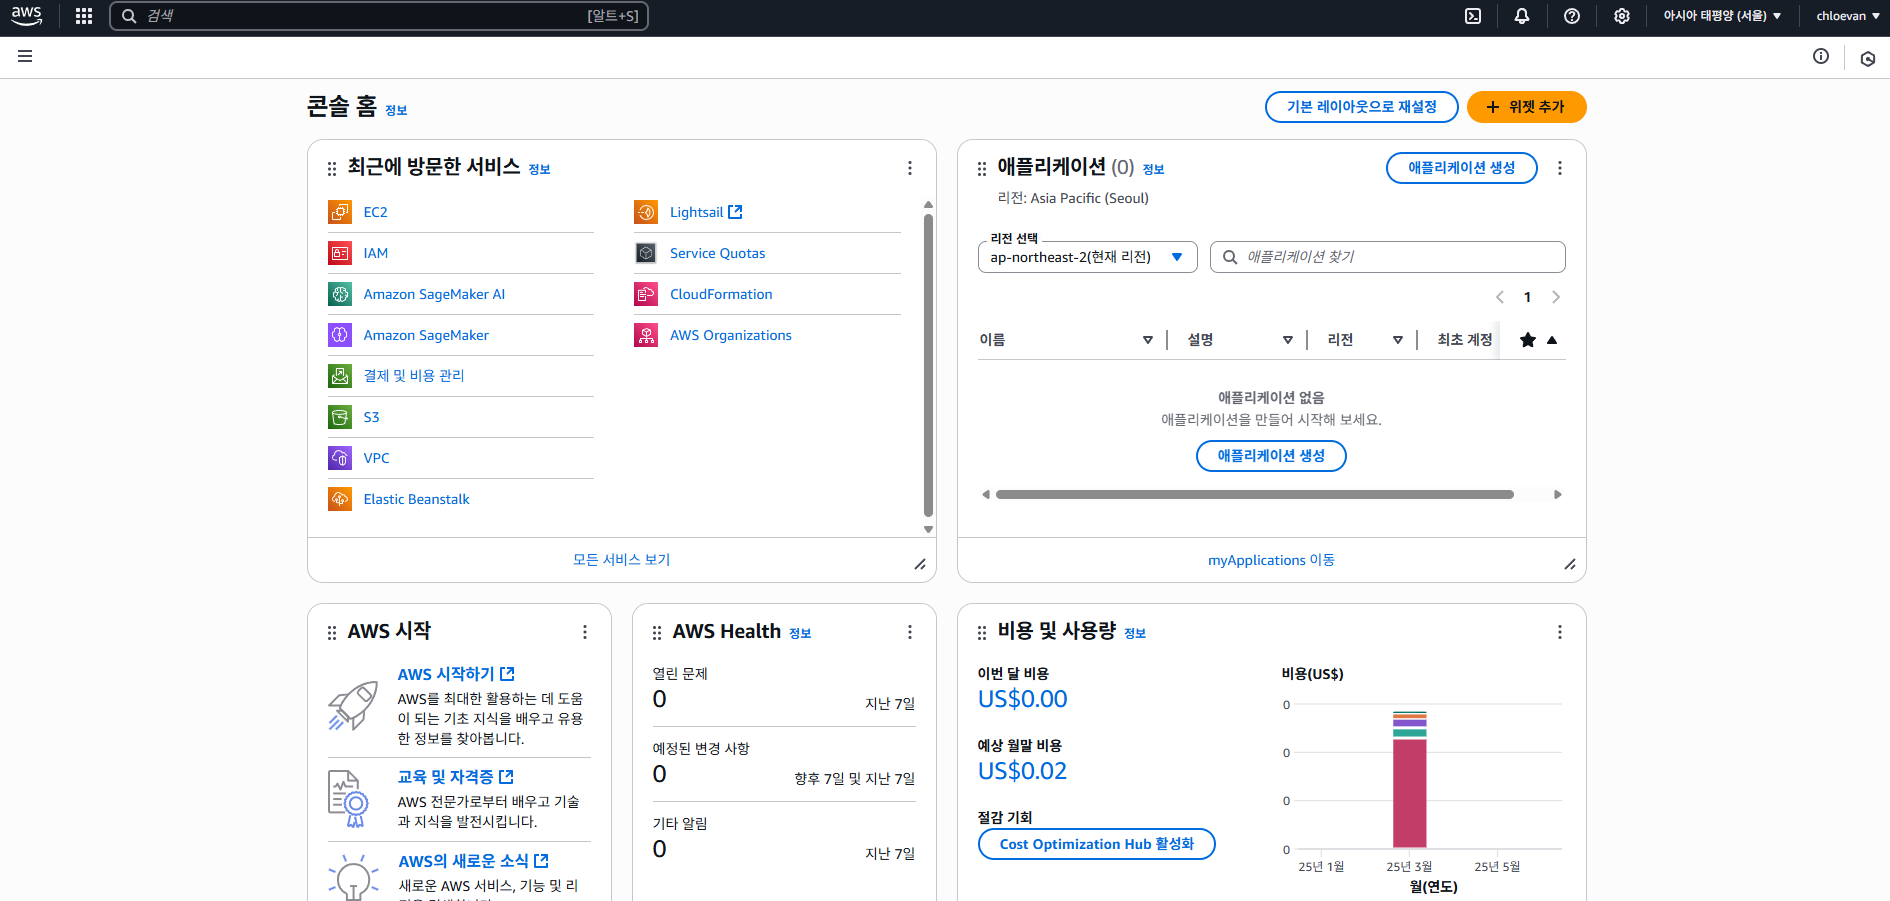 aws
검색
[알트+S]
아시아 태평양 (서울)
chloevan
콘솔 홈 정보
기본 레이아웃으로 재설정
위젯 추가
최근에 방문한 서비스 정보
EC2
IAM
Amazon SageMaker AI
Amazon SageMaker
결제 및 비용 관리
S3
VPC
Elastic Beanstalk
Lightsail
Service Quotas
CloudFormation
AWS Organizations
모든 서비스 보기
애플리케이션 (0) 정보
애플리케이션 생성
리전: Asia Pacific (Seoul)
리전 선택
ap-northeast-2(현재 리전)
애플리케이션 찾기
1
이름
설명
리전
최초 계정
애플리케이션 없음
애플리케이션을 만들어 시작해 보세요.
애플리케이션 생성
myApplications 이동
AWS 시작
AWS 시작하기
AWS를 최대한 활용하는 데 도움
이 되는 기초 지식을 배우고 유용
한 정보를 찾아봅니다.
교육 및 자격증
AWS 전문가로부터 배우고 기술
과 지식을 발전시킵니다.
AWS의 새로운 소식
새로운 AWS 서비스, 기능 및 리
AWS Health 정보
열린 문제
0
지난 7일
예정된 변경 사항
0
향후 7일 및 지난 7일
기타 알림
0
지난 7일
비용 및 사용량 정보
이번 달 비용
US$0.00
예상 월말 비용
US$0.02
절감 기회
Cost Optimization Hub 활성화
비용(US$)
0
0
0
0
25년 1월
25년 3월
25년 5월
월(연도)